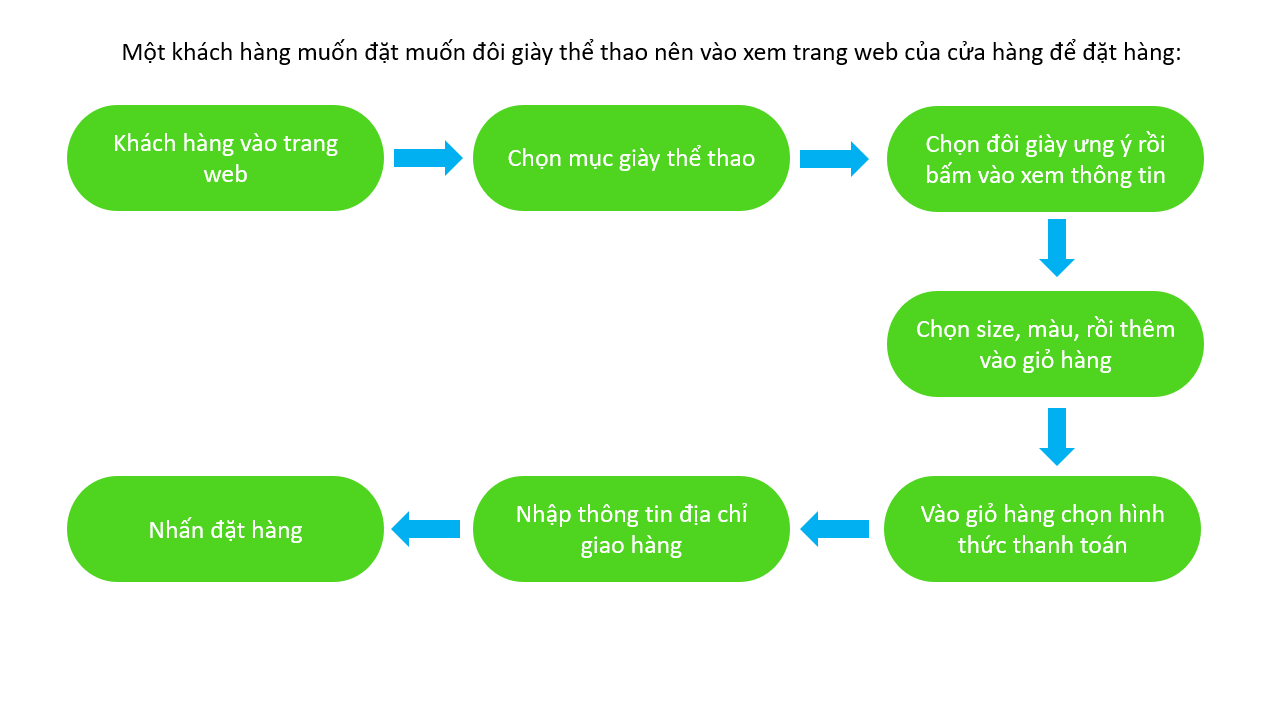 Một khách hàng muốn đặt muốn đôi giày thể thao nên vào xem trang web của cửa hàng để đặt hàng:
Khách hàng vào trang
web
Chọn mục giày thể thao
Chọn đôi giày ưng ý rồi
bấm vào xem thông tin
Chọn size, màu, rồi thêm
vào giỏ hàng
Vào giỏ hàng chọn hình
thức thanh toán
Nhập thông tin địa chỉ
giao hàng
Nhấn đặt hàng